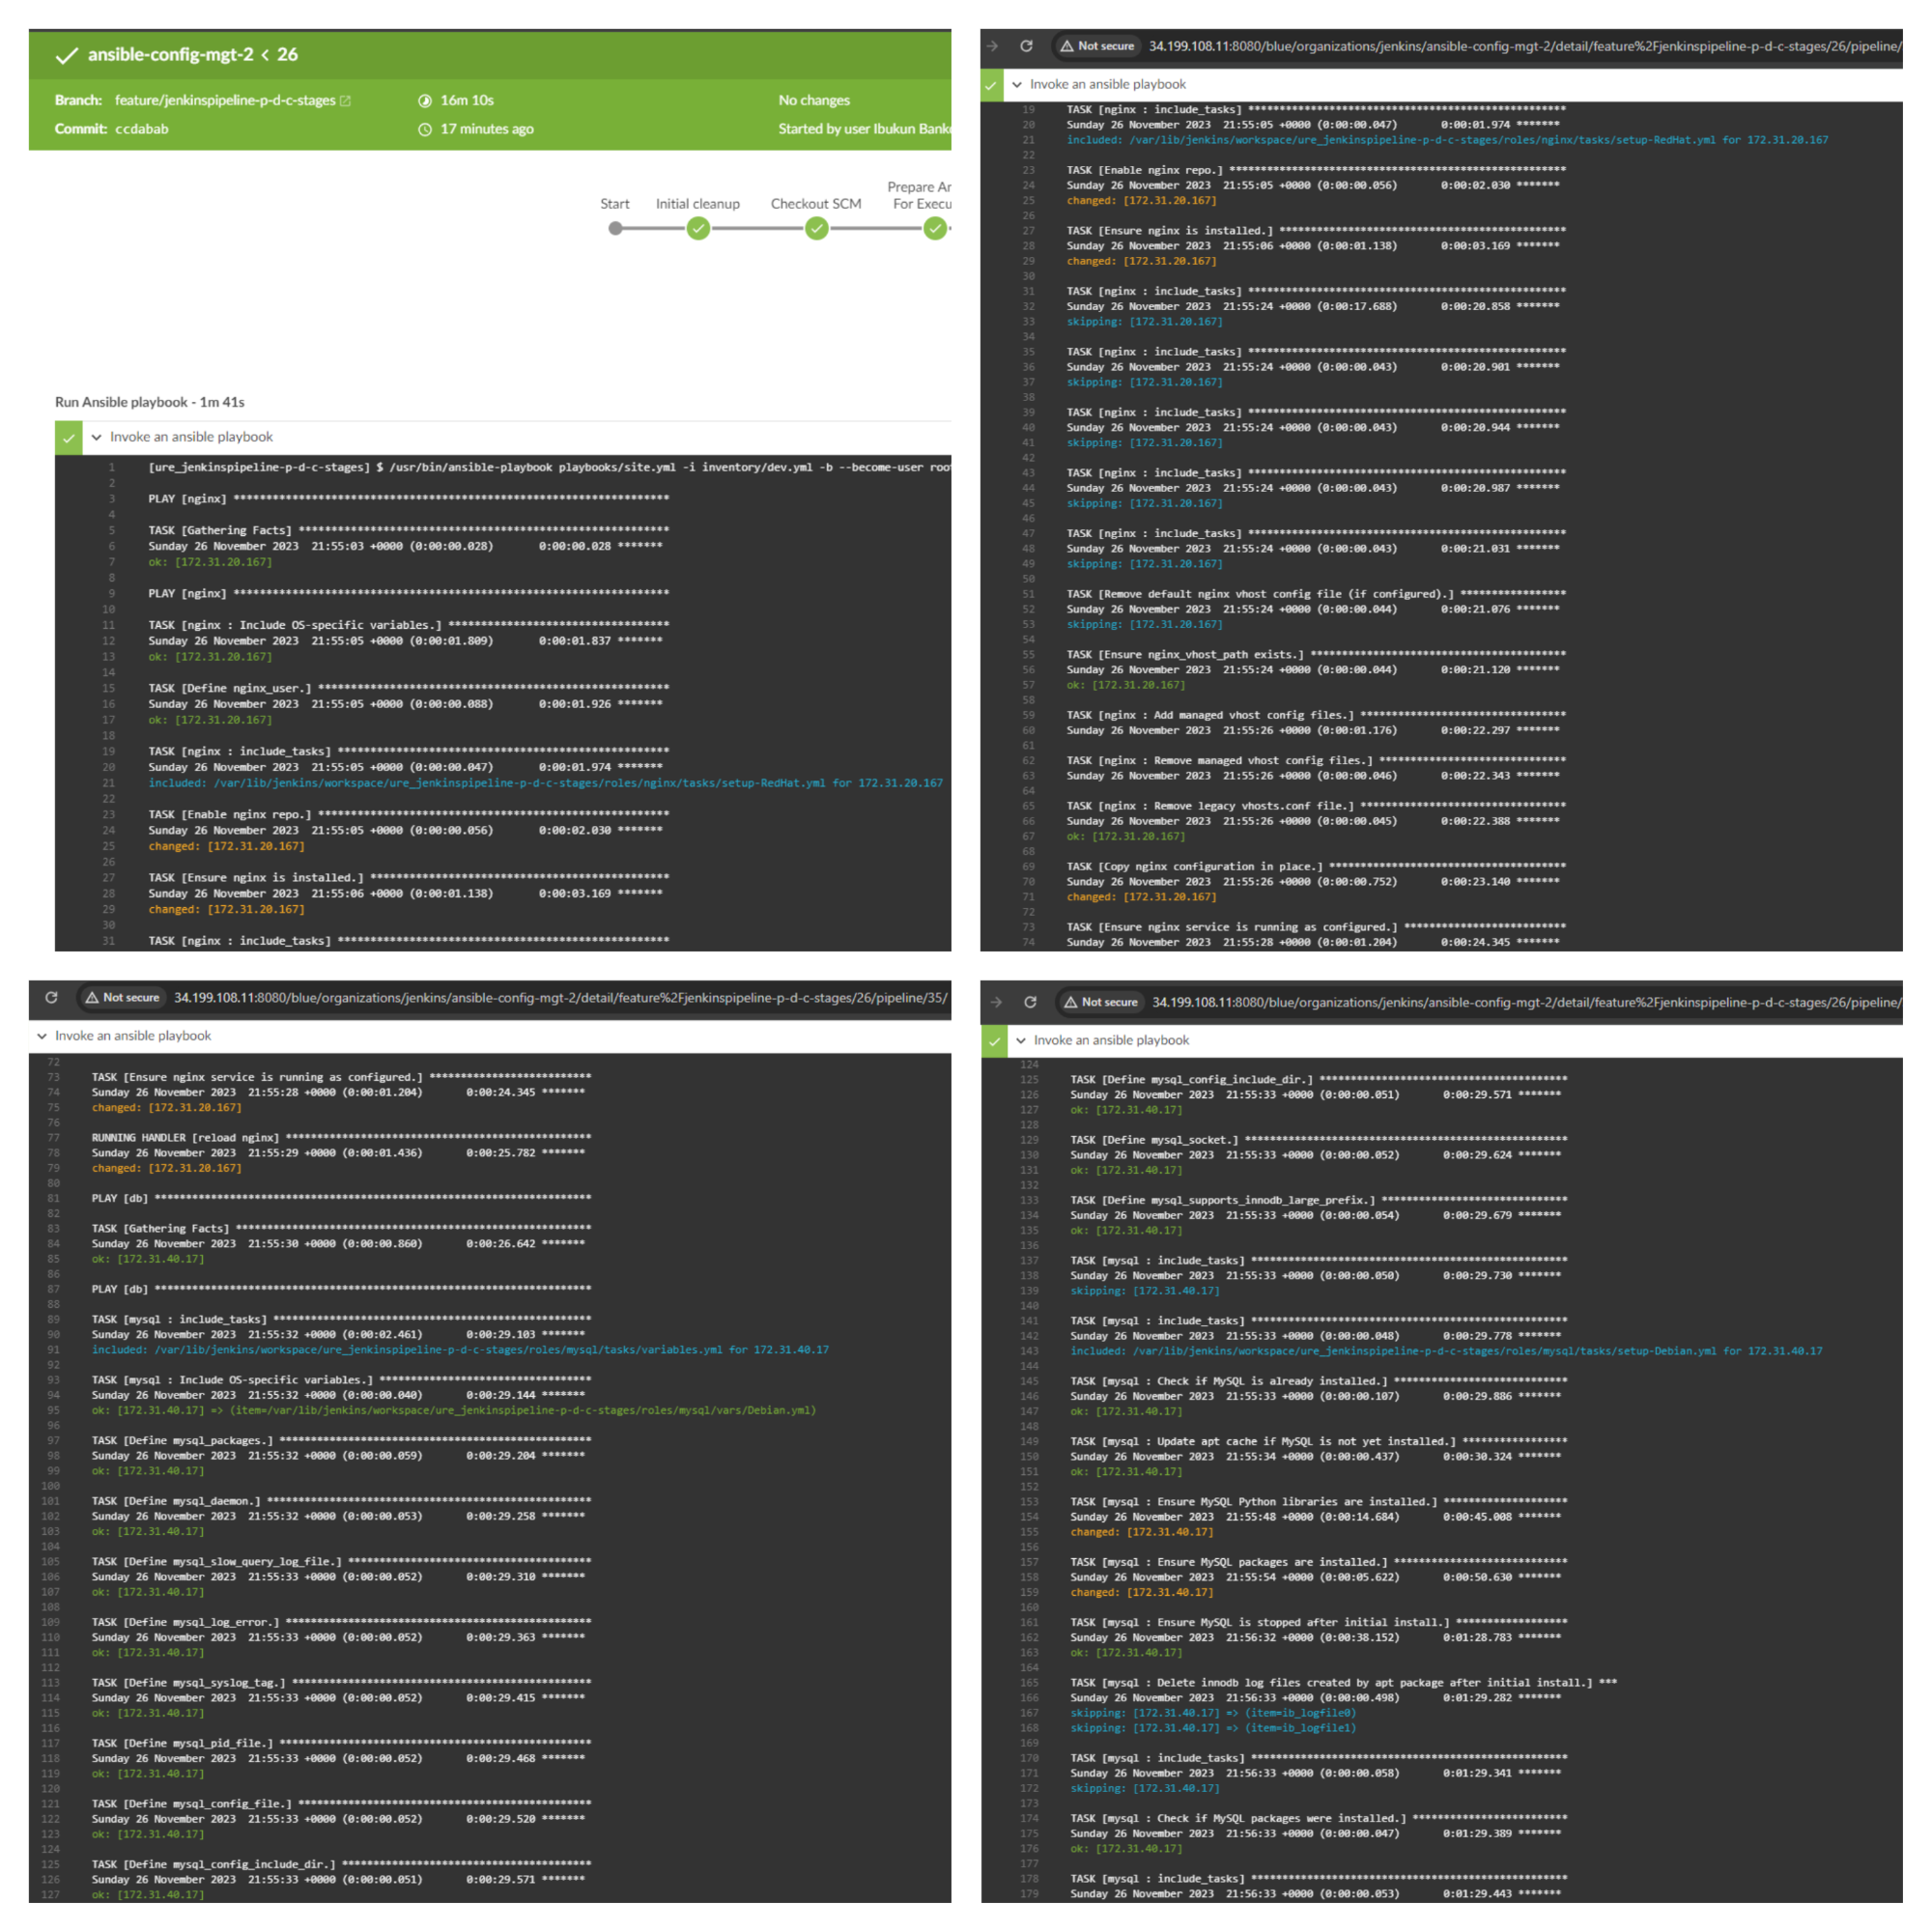 ansible-config-mgt-2 < 26
Branch: feature/jenkinspipeline-p-d-c-stages 16m 10s No changes
Commit: ccdabab 17 minutes ago Started by user Ibukun
Start Initial cleanup Checkout SCM Prepare
For
Run Ansible playbook - 1m 41s
Invoke an ansible playbook
1 [ure_jenkinspipeline-p-d-c-stages] $ /usr/bin/ansible-playbook playbooks/site.yml -i inventory/dev.yml -b --become-user
2
3 PLAY [nginx] **********************************************************************
4
5 TASK [Gathering Facts] ************************************************************
6 Sunday 26 November 2023 21:55:03 +0000 (0:00:00.028) 0:00:00.028 *******
7 ok: [172.31.20.167]
8
9 PLAY [nginx] **********************************************************************
10
11 TASK [nginx : Include OS-specific variables.] ************************************
12 Sunday 26 November 2023 21:55:05 +0000 (0:00:01.809) 0:00:01.837 *******
13 ok: [172.31.20.167]
14
15 TASK [Define nginx_user.] *********************************************************
16 Sunday 26 November 2023 21:55:05 +0000 (0:00:00.088) 0:00:01.926 *******
17 ok: [172.31.20.167]
18
19 TASK [nginx : include_tasks] ******************************************************
20 Sunday 26 November 2023 21:55:05 +0000 (0:00:00.047) 0:00:01.974 *******
21 included: /var/lib/jenkins/workspace/ure_jenkinspipeline-p-d-c-stages/roles/nginx/tasks/setup-RedHat.yml for 172.31.20.167
22
23 TASK [Enable nginx repo.] *********************************************************
24 Sunday 26 November 2023 21:55:05 +0000 (0:00:00.056) 0:00:02.030 *******
25 changed: [172.31.20.167]
26
27 TASK [Ensure nginx is installed.] *************************************************
28 Sunday 26 November 2023 21:55:06 +0000 (0:00:01.138) 0:00:03.169 *******
29 changed: [172.31.20.167]
30
31 TASK [nginx : include_tasks] ******************************************************
Not secure 34.199.108.11:8080/blue/organizations/jenkins/ansible-config-mgt-2/detail/feature%2Fjenkinspipeline-p-d-c-stages/26/pipeline/
Invoke an ansible playbook
19 TASK [nginx : include_tasks] ******************************************************
20 Sunday 26 November 2023 21:55:05 +0000 (0:00:00.047) 0:00:01.974 *******
21 included: /var/lib/jenkins/workspace/ure_jenkinspipeline-p-d-c-stages/roles/nginx/tasks/setup-RedHat.yml for 172.31.20.167
22
23 TASK [Enable nginx repo.] *********************************************************
24 Sunday 26 November 2023 21:55:05 +0000 (0:00:00.056) 0:00:02.030 *******
25 changed: [172.31.20.167]
26
27 TASK [Ensure nginx is installed.] *************************************************
28 Sunday 26 November 2023 21:55:06 +0000 (0:00:01.138) 0:00:03.169 *******
29 changed: [172.31.20.167]
30
31 TASK [nginx : include_tasks] ******************************************************
32 Sunday 26 November 2023 21:55:24 +0000 (0:00:17.688) 0:00:20.858 *******
33 skipping: [172.31.20.167]
34
35 TASK [nginx : include_tasks] ******************************************************
36 Sunday 26 November 2023 21:55:24 +0000 (0:00:00.043) 0:00:20.901 *******
37 skipping: [172.31.20.167]
38
39 TASK [nginx : include_tasks] ******************************************************
40 Sunday 26 November 2023 21:55:24 +0000 (0:00:00.043) 0:00:20.944 *******
41 skipping: [172.31.20.167]
42
43 TASK [nginx : include_tasks] ******************************************************
44 Sunday 26 November 2023 21:55:24 +0000 (0:00:00.043) 0:00:20.987 *******
45 skipping: [172.31.20.167]
46
47 TASK [nginx : include_tasks] ******************************************************
48 Sunday 26 November 2023 21:55:24 +0000 (0:00:00.043) 0:00:21.031 *******
49 skipping: [172.31.20.167]
50
51 TASK [Remove default nginx vhost config file (if configured).] ******************
52 Sunday 26 November 2023 21:55:24 +0000 (0:00:00.044) 0:00:21.076 *******
53 skipping: [172.31.20.167]
54
55 TASK [Ensure nginx_vhost_path exists.] ********************************************
56 Sunday 26 November 2023 21:55:24 +0000 (0:00:00.044) 0:00:21.120 *******
57 ok: [172.31.20.167]
58
59 TASK [nginx : Add managed vhost config files.] ***********************************
60 Sunday 26 November 2023 21:55:26 +0000 (0:00:01.176) 0:00:22.297 *******
61
62 TASK [nginx : Remove managed vhost config files.] ********************************
63 Sunday 26 November 2023 21:55:26 +0000 (0:00:00.046) 0:00:22.343 *******
64
65 TASK [nginx : Remove legacy vhosts.conf file.] ***********************************
66 Sunday 26 November 2023 21:55:26 +0000 (0:00:00.045) 0:00:22.388 *******
67 ok: [172.31.20.167]
68
69 TASK [Copy nginx configuration in place.] ****************************************
70 Sunday 26 November 2023 21:55:26 +0000 (0:00:00.752) 0:00:23.140 *******
71 changed: [172.31.20.167]
72
73 TASK [Ensure nginx service is running as configured.] ***************************
74 Sunday 26 November 2023 21:55:28 +0000 (0:00:01.204) 0:00:24.345 *******
Not secure 34.199.108.11:8080/blue/organizations/jenkins/ansible-config-mgt-2/detail/feature%2Fjenkinspipeline-p-d-c-stages/26/pipeline/35/
Invoke an ansible playbook
72
73 TASK [Ensure nginx service is running as configured.] ***************************
74 Sunday 26 November 2023 21:55:28 +0000 (0:00:01.204) 0:00:24.345 *******
75 changed: [172.31.20.167]
76
77 RUNNING HANDLER [reload nginx] ****************************************************
78 Sunday 26 November 2023 21:55:29 +0000 (0:00:01.436) 0:00:25.782 *******
79 changed: [172.31.20.167]
80
81 PLAY [db] *************************************************************************
82
83 TASK [Gathering Facts] ************************************************************
84 Sunday 26 November 2023 21:55:30 +0000 (0:00:00.860) 0:00:26.642 *******
85 ok: [172.31.40.17]
86
87 PLAY [db] *************************************************************************
88
89 TASK [mysql : include_tasks] ******************************************************
90 Sunday 26 November 2023 21:55:32 +0000 (0:00:02.461) 0:00:29.103 *******
91 included: /var/lib/jenkins/workspace/ure_jenkinspipeline-p-d-c-stages/roles/mysql/tasks/variables.yml for 172.31.40.17
92
93 TASK [mysql : Include OS-specific variables.] ************************************
94 Sunday 26 November 2023 21:55:32 +0000 (0:00:00.040) 0:00:29.144 *******
95 ok: [172.31.40.17] => (item=/var/lib/jenkins/workspace/ure_jenkinspipeline-p-d-c-stages/roles/mysql/vars/Debian.yml)
96
97 TASK [Define mysql_packages.] *****************************************************
98 Sunday 26 November 2023 21:55:32 +0000 (0:00:00.059) 0:00:29.204 *******
99 ok: [172.31.40.17]
100
101 TASK [Define mysql_daemon.] *******************************************************
102 Sunday 26 November 2023 21:55:32 +0000 (0:00:00.053) 0:00:29.258 *******
103 ok: [172.31.40.17]
104
105 TASK [Define mysql_slow_query_log_file.] *****************************************
106 Sunday 26 November 2023 21:55:33 +0000 (0:00:00.052) 0:00:29.310 *******
107 ok: [172.31.40.17]
108
109 TASK [Define mysql_log_error.] ****************************************************
110 Sunday 26 November 2023 21:55:33 +0000 (0:00:00.052) 0:00:29.363 *******
111 ok: [172.31.40.17]
112
113 TASK [Define mysql_syslog_tag.] ***************************************************
114 Sunday 26 November 2023 21:55:33 +0000 (0:00:00.052) 0:00:29.415 *******
115 ok: [172.31.40.17]
116
117 TASK [Define mysql_pid_file.] *****************************************************
118 Sunday 26 November 2023 21:55:33 +0000 (0:00:00.052) 0:00:29.468 *******
119 ok: [172.31.40.17]
120
121 TASK [Define mysql_config_file.] **************************************************
122 Sunday 26 November 2023 21:55:33 +0000 (0:00:00.052) 0:00:29.520 *******
123 ok: [172.31.40.17]
124
125 TASK [Define mysql_config_include_dir.] ******************************************
126 Sunday 26 November 2023 21:55:33 +0000 (0:00:00.051) 0:00:29.571 *******
127 ok: [172.31.40.17]
Not secure 34.199.108.11:8080/blue/organizations/jenkins/ansible-config-mgt-2/detail/feature%2Fjenkinspipeline-p-d-c-stages/26/pipeline/
Invoke an ansible playbook
124
125 TASK [Define mysql_config_include_dir.] ******************************************
126 Sunday 26 November 2023 21:55:33 +0000 (0:00:00.051) 0:00:29.571 *******
127 ok: [172.31.40.17]
128
129 TASK [Define mysql_socket.] *******************************************************
130 Sunday 26 November 2023 21:55:33 +0000 (0:00:00.052) 0:00:29.624 *******
131 ok: [172.31.40.17]
132
133 TASK [Define mysql_supports_innodb_large_prefix.] ********************************
134 Sunday 26 November 2023 21:55:33 +0000 (0:00:00.054) 0:00:29.679 *******
135 ok: [172.31.40.17]
136
137 TASK [mysql : include_tasks] ******************************************************
138 Sunday 26 November 2023 21:55:33 +0000 (0:00:00.050) 0:00:29.730 *******
139 skipping: [172.31.40.17]
140
141 TASK [mysql : include_tasks] ******************************************************
142 Sunday 26 November 2023 21:55:33 +0000 (0:00:00.048) 0:00:29.778 *******
143 included: /var/lib/jenkins/workspace/ure_jenkinspipeline-p-d-c-stages/roles/mysql/tasks/setup-Debian.yml for 172.31.40.17
144
145 TASK [mysql : Check if MySQL is already installed.] ******************************
146 Sunday 26 November 2023 21:55:33 +0000 (0:00:00.107) 0:00:29.886 *******
147 ok: [172.31.40.17]
148
149 TASK [mysql : Update apt cache if MySQL is not yet installed.] ******************
150 Sunday 26 November 2023 21:55:34 +0000 (0:00:00.437) 0:00:30.324 *******
151 ok: [172.31.40.17]
152
153 TASK [mysql : Ensure MySQL Python libraries are installed.] *********************
154 Sunday 26 November 2023 21:55:48 +0000 (0:00:14.684) 0:00:45.008 *******
155 changed: [172.31.40.17]
156
157 TASK [mysql : Ensure MySQL packages are installed.] ******************************
158 Sunday 26 November 2023 21:55:54 +0000 (0:00:05.622) 0:00:50.630 *******
159 changed: [172.31.40.17]
160
161 TASK [mysql : Ensure MySQL is stopped after initial install.] *******************
162 Sunday 26 November 2023 21:56:32 +0000 (0:00:38.152) 0:01:28.783 *******
163 ok: [172.31.40.17]
164
165 TASK [mysql : Delete innodb log files created by apt package after initial install.] ***
166 Sunday 26 November 2023 21:56:33 +0000 (0:00:00.498) 0:01:29.282 *******
167 skipping: [172.31.40.17] => (item=ib_logfile0)
168 skipping: [172.31.40.17] => (item=ib_logfile1)
169
170 TASK [mysql : include_tasks] ******************************************************
171 Sunday 26 November 2023 21:56:33 +0000 (0:00:00.058) 0:01:29.341 *******
172 skipping: [172.31.40.17]
173
174 TASK [mysql : Check if MySQL packages were installed.] **************************
175 Sunday 26 November 2023 21:56:33 +0000 (0:00:00.047) 0:01:29.389 *******
176 ok: [172.31.40.17]
177
178 TASK [mysql : include_tasks] ******************************************************
179 Sunday 26 November 2023 21:56:33 +0000 (0:00:00.053) 0:01:29.443 *******